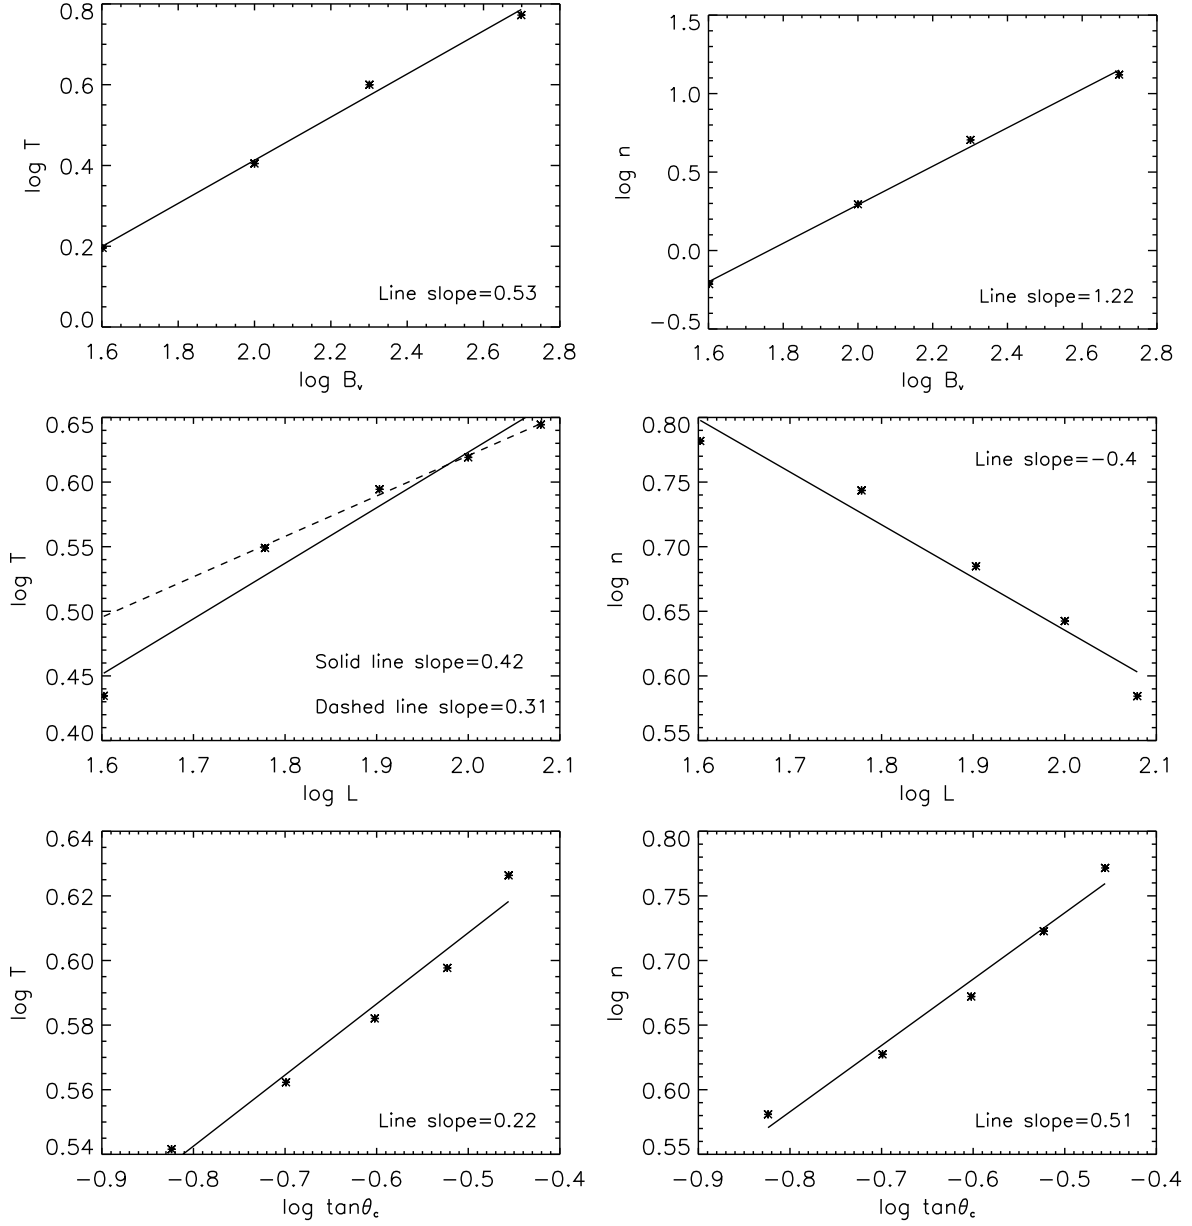 0.8
0.6
0.4
0.2
0.0
log T
Line slope=0.53
1.6 1.8 2.0 2.2 2.4 2.6 2.8
log Bv
1.5
1.0
0.5
0.0
−0.5
log n
Line slope=1.22
1.6 1.8 2.0 2.2 2.4 2.6 2.8
log Bv
0.65
0.60
0.55
0.50
0.45
0.40
log T
Solid line slope=0.42
Dashed line slope=0.31
1.6 1.7 1.8 1.9 2.0 2.1
log L
0.80
0.75
0.70
0.65
0.60
0.55
log n
Line slope=−0.4
1.6 1.7 1.8 1.9 2.0 2.1
log L
0.64
0.62
0.60
0.58
0.56
0.54
log T
Line slope=0.22
−0.9 −0.8 −0.7 −0.6 −0.5 −0.4
log tanθc
0.80
0.75
0.70
0.65
0.60
0.55
log n
Line slope=0.51
−0.9 −0.8 −0.7 −0.6 −0.5 −0.4
log tanθc